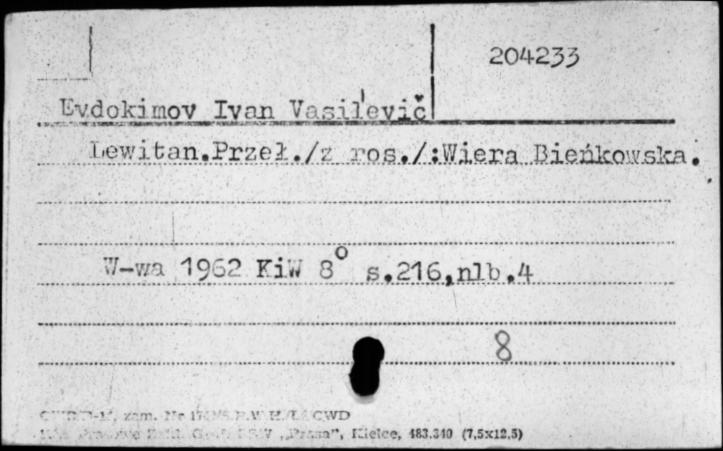 204233
Evdokimov Ivan Vasil'evič
Lewitan.Przeł./z ros./:Wiera Bieńkowska.
W-wa 1962 KiW 8° s.216,nlb.4
8
zam. CWD
„Prasa”, Kielce, 483.340 (7,5x12,5)